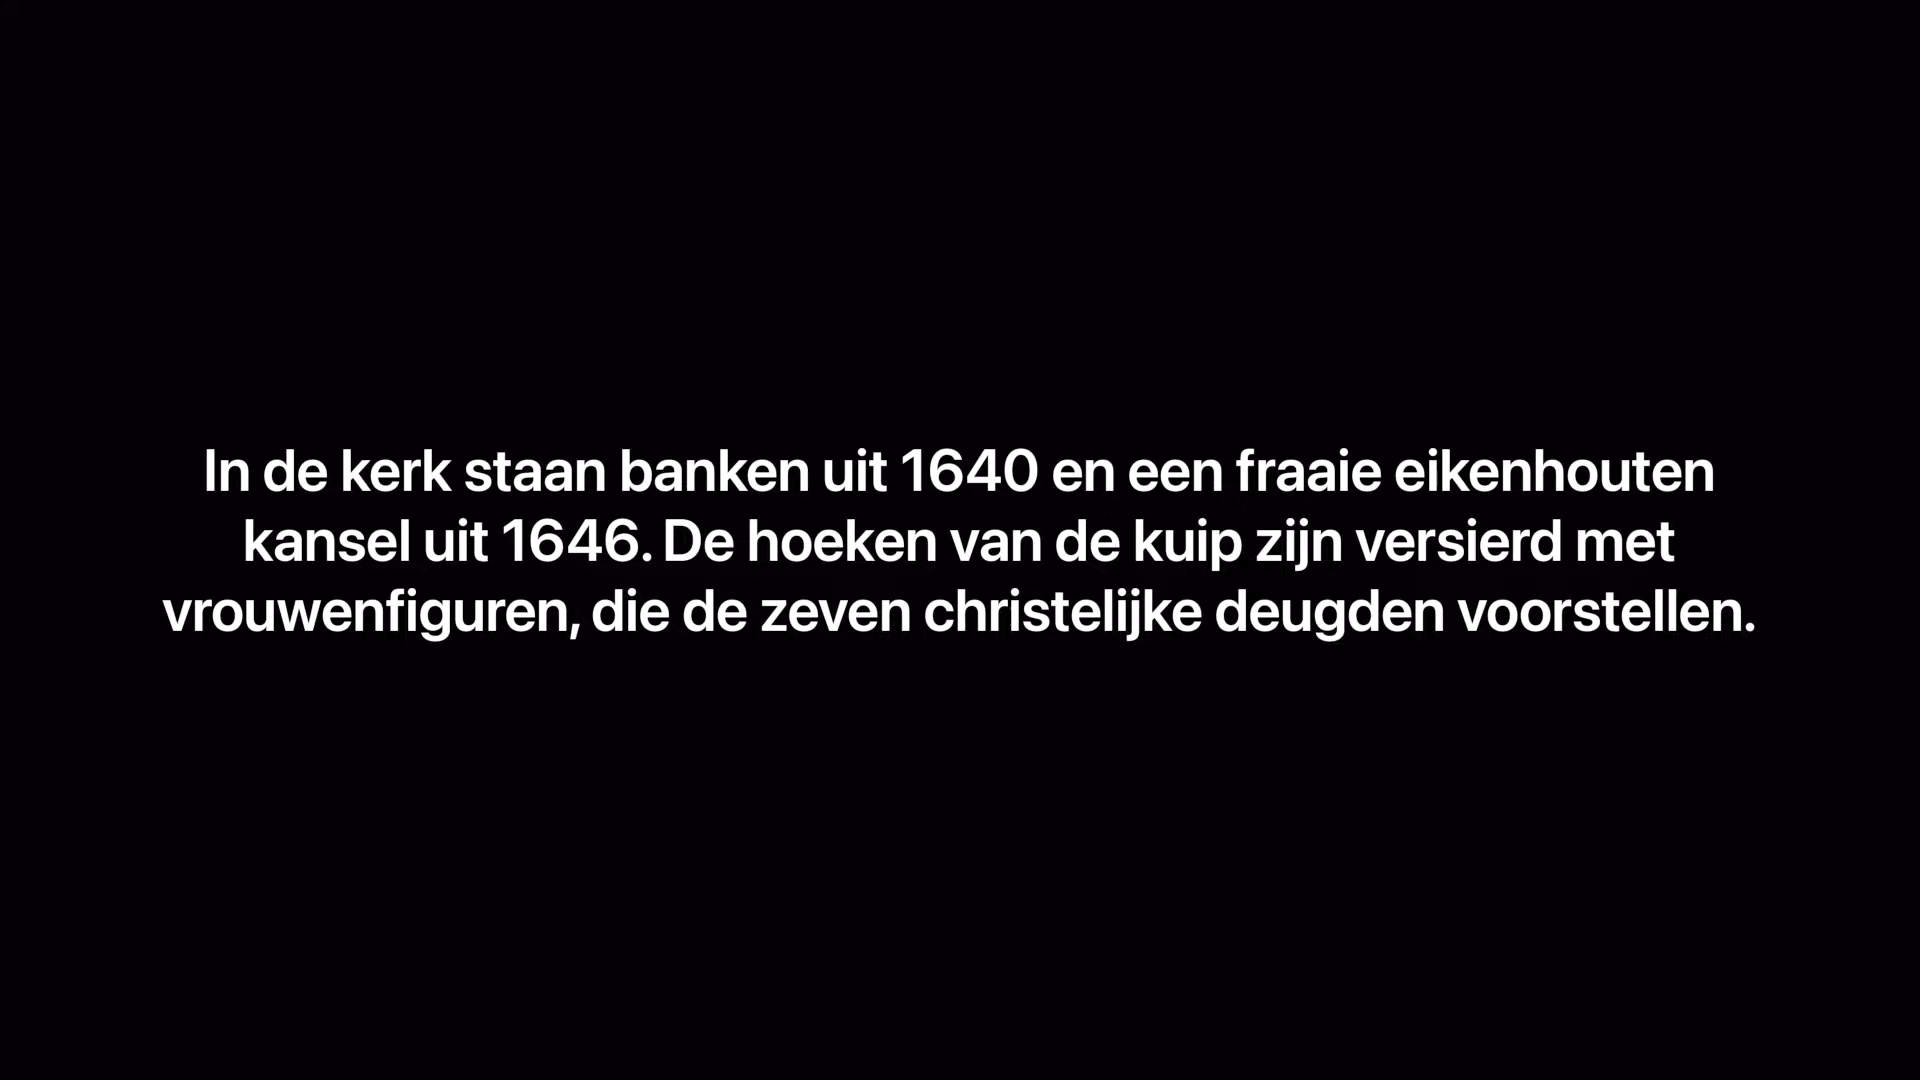 In de kerk staan banken uit 1640 en een fraaie eikenhouten
kansel uit 1646. De hoeken van de kuip zijn versierd met
vrouwenfiguren, die de zeven christelijke deugden voorstellen.